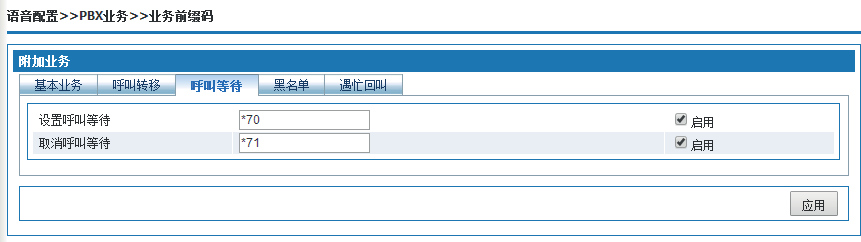 语音配置>>PBX业务>>业务前缀码
附加业务
基本业务 呼叫转移 呼叫等待 黑名单 遇忙回叫
设置呼叫等待 *70 启用
取消呼叫等待 *71 启用
应用